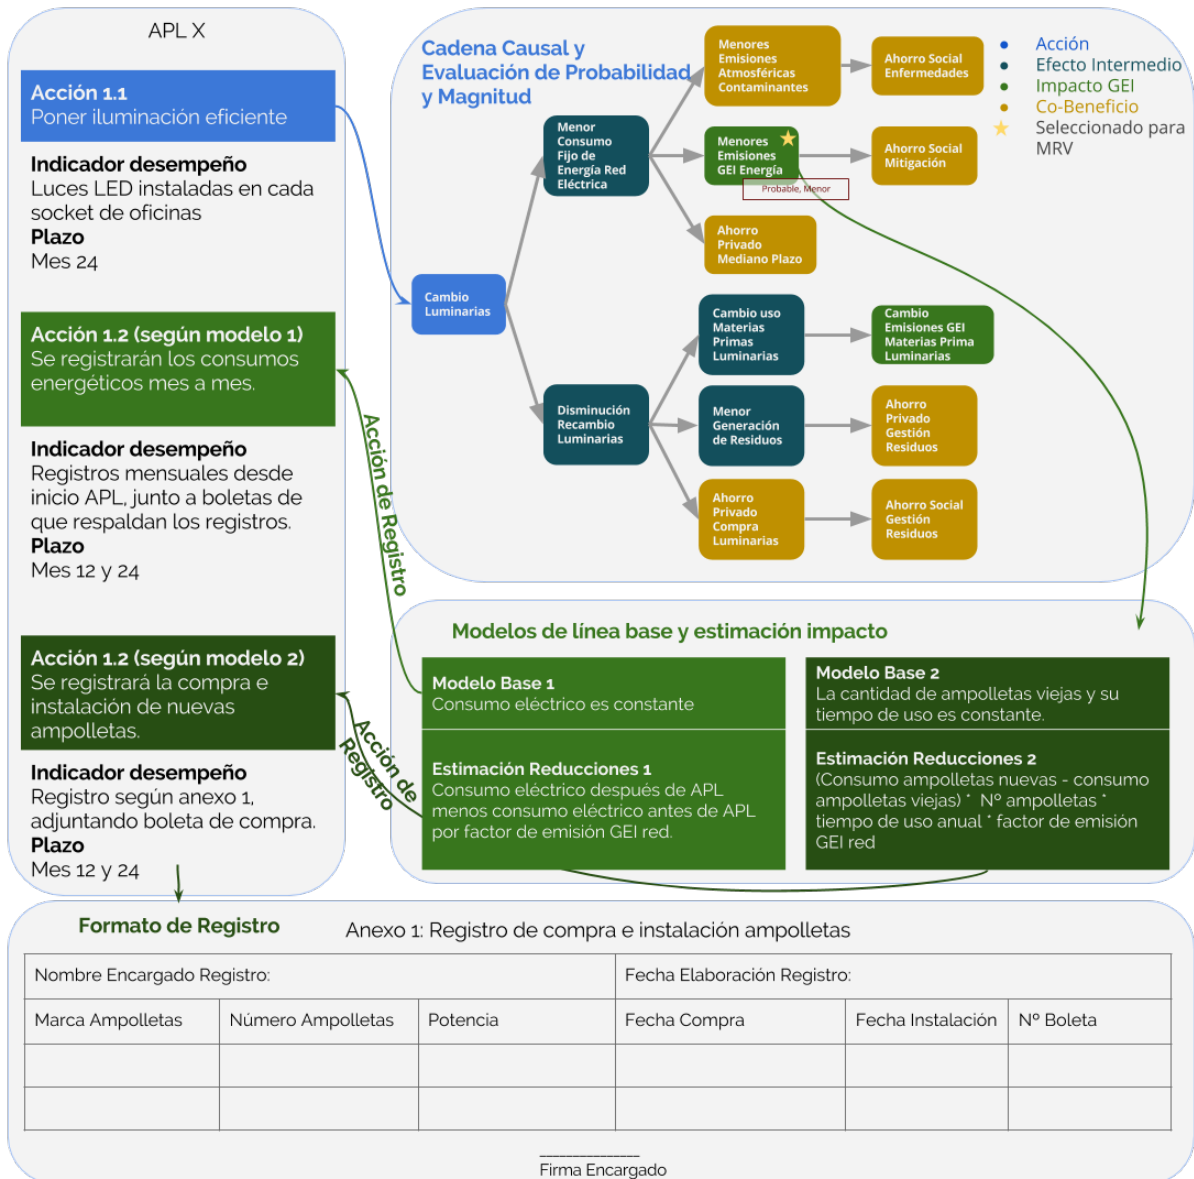 APL X
Acción 1.1
Poner iluminación eficiente
Indicador desempeño
Luces LED instaladas en cada
socket de oficinas
Plazo
Mes 24
Acción 1.2 (según modelo 1)
Se registrarán los consumos
energéticos mes a mes.
Indicador desempeño
Registros mensuales desde
inicio APL, junto a boletas de
que respaldan los registros.
Plazo
Mes 12 y 24
Acción 1.2 (según modelo 2)
Se registrará la compra e
instalación de nuevas
ampolletas.
Indicador desempeño
Registro según anexo 1,
adjuntando boleta de compra.
Plazo
Mes 12 y 24
Cadena Causal y
Evaluación de Probabilidad
y Magnitud
Acción
Efecto Intermedio
Impacto GEI
Co-Beneficio
Seleccionado para
MRV
Cambio
Luminarias
Menor
Consumo
Fijo de
Energía Red
Eléctrica
Menores
Emisiones
Atmosféricas
Contaminantes
Ahorro Social
Enfermedades
Menores
Emisiones
GEI Energía
Probable, Menor
Ahorro Social
Mitigación
Ahorro
Privado
Mediano Plazo
Disminución
Recambio
Luminarias
Cambio uso
Materias
Primas
Luminarias
Cambio
Emisiones GEI
Materias Prima
Luminarias
Menor
Generación
de Residuos
Ahorro
Privado
Gestión
Residuos
Ahorro
Privado
Compra
Luminarias
Ahorro Social
Gestión
Residuos
Acción de Registro
Acción de
Registro
Modelos de línea base y estimación impacto
Modelo Base 1
Consumo eléctrico es constante
Estimación Reducciones 1
Consumo eléctrico después de APL
menos consumo eléctrico antes de APL
por factor de emisión GEI red.
Modelo Base 2
La cantidad de ampolletas viejas y su
tiempo de uso es constante.
Estimación Reducciones 2
(Consumo ampolletas nuevas - consumo
ampolletas viejas) * Nº ampolletas *
tiempo de uso anual * factor de emisión
GEI red
Formato de Registro
Anexo 1: Registro de compra e instalación ampolletas
Nombre Encargado Registro:
Fecha Elaboración Registro:
Marca Ampolletas
Número Ampolletas
Potencia
Fecha Compra
Fecha Instalación
Nº Boleta
_______________
Firma Encargado